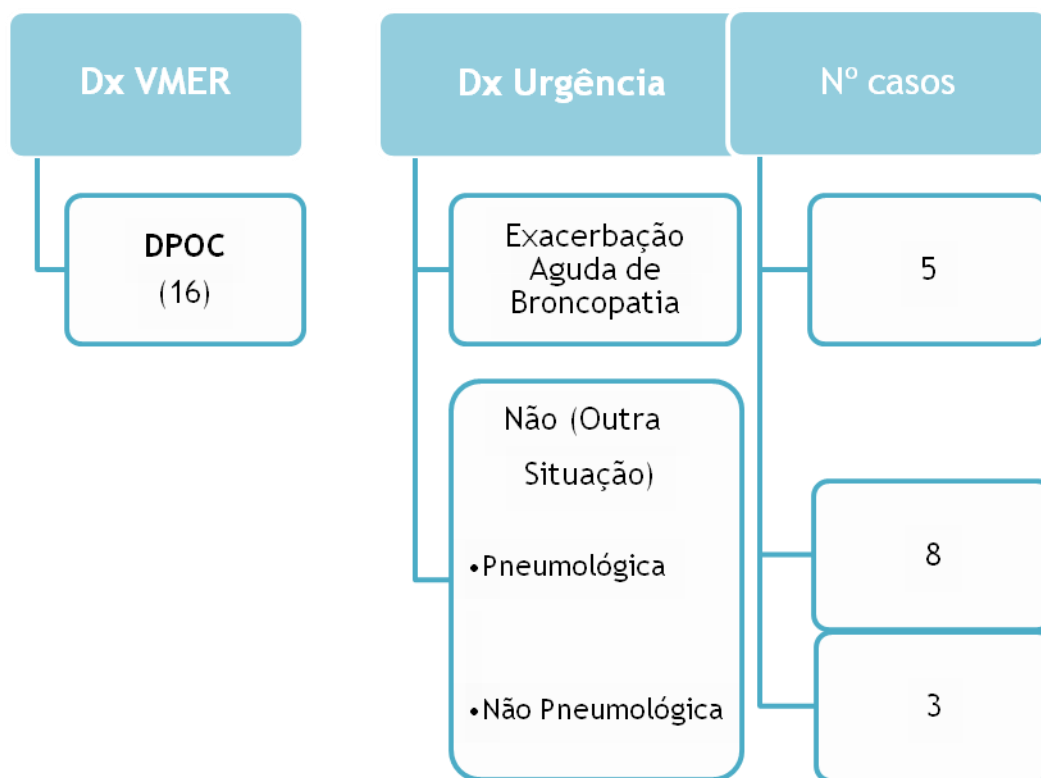 Dx VMER
Dx Urgência
Nº casos
DPOC
(16)
Exacerbação
Aguda de
Broncopatia
5
Não (Outra
Situação)
•Pneumológica
8
•Não Pneumológica
3